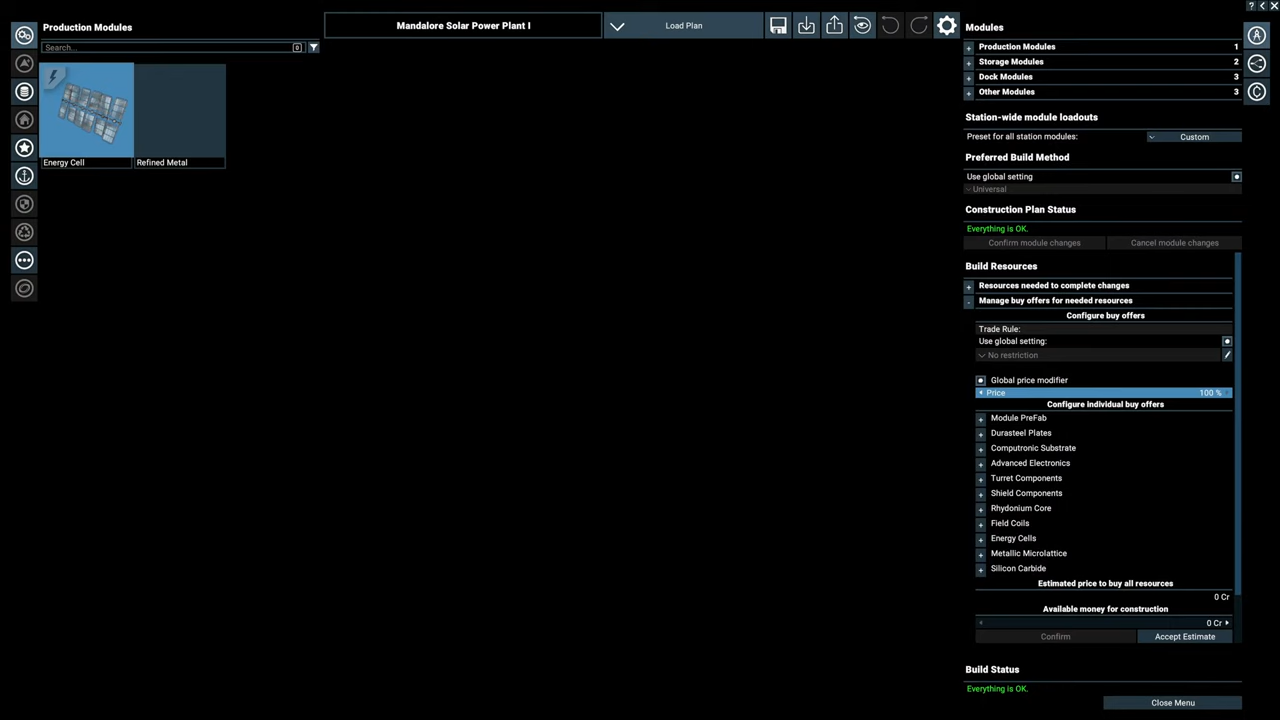 Production Modules
Search...
0
Energy Cell
Refined Metal
Mandalore Solar Power Plant I
Load Plan
?
Modules
+ Production Modules 1
+ Storage Modules 2
+ Dock Modules 3
+ Other Modules 3
Station-wide module loadouts
Preset for all station modules: Custom
Preferred Build Method
Use global setting
Universal
Construction Plan Status
Everything is OK.
Confirm module changes Cancel module changes
Build Resources
+ Resources needed to complete changes
- Manage buy offers for needed resources
Configure buy offers
Trade Rule:
Use global setting:
No restriction
Global price modifier
Price 100 %
Configure individual buy offers
+ Module PreFab
+ Durasteel Plates
+ Computronic Substrate
+ Advanced Electronics
+ Turret Components
+ Shield Components
+ Rhydonium Core
+ Field Coils
+ Energy Cells
+ Metallic Microlattice
+ Silicon Carbide
Estimated price to buy all resources
0 Cr
Available money for construction
0 Cr
Confirm Accept Estimate
Build Status
Everything is OK.
Close Menu